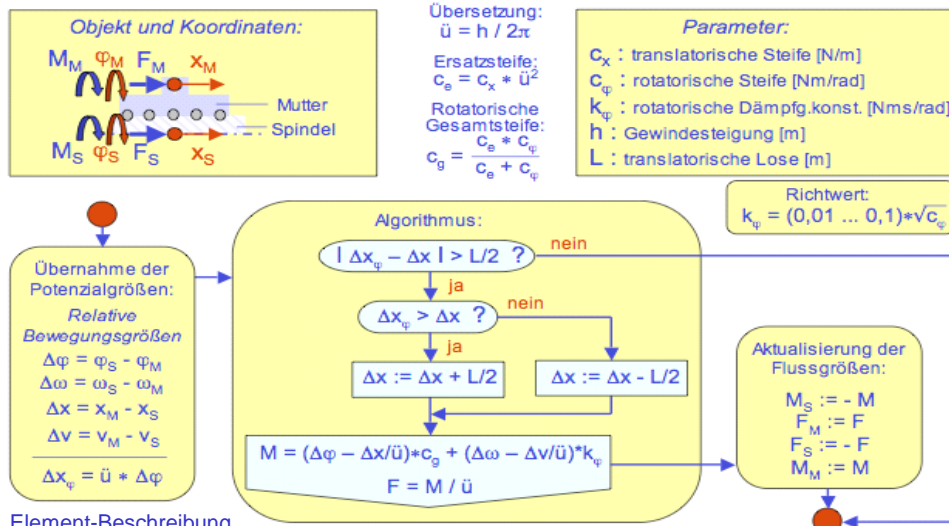 Objekt und Koordinaten:
M_M φ_M F_M x_M
Mutter
Spindel
M_S φ_S F_S x_S
Übersetzung:
ü = h / 2π
Ersatzsteife:
c_e = c_x * ü²
Rotatorische
Gesamtsteife:
c_g = (c_e * c_φ) / (c_e + c_φ)
Parameter:
c_x : translatorische Steife [N/m]
c_φ : rotatorische Steife [Nm/rad]
k_φ : rotatorische Dämpfg.konst. [Nms/rad]
h : Gewindesteigung [m]
L : translatorische Lose [m]
Richtwert:
k_φ = (0,01 ... 0,1)*√c_φ
Übernahme der
Potenzialgrößen:
Relative
Bewegungsgrößen
Δφ = φ_S - φ_M
Δω = ω_S - ω_M
Δx = x_M - x_S
Δv = v_M - v_S
Δx_φ = ü * Δφ
Algorithmus:
| Δx_φ – Δx | > L/2 ?
nein
ja
Δx_φ > Δx ?
nein
ja
Δx := Δx + L/2
Δx := Δx - L/2
M = (Δφ – Δx/ü)*c_g + (Δω – Δv/ü)*k_φ
F = M / ü
Aktualisierung der
Flussgrößen:
M_S := - M
F_M := F
F_S := - F
M_M := M
Element-Beschreibung